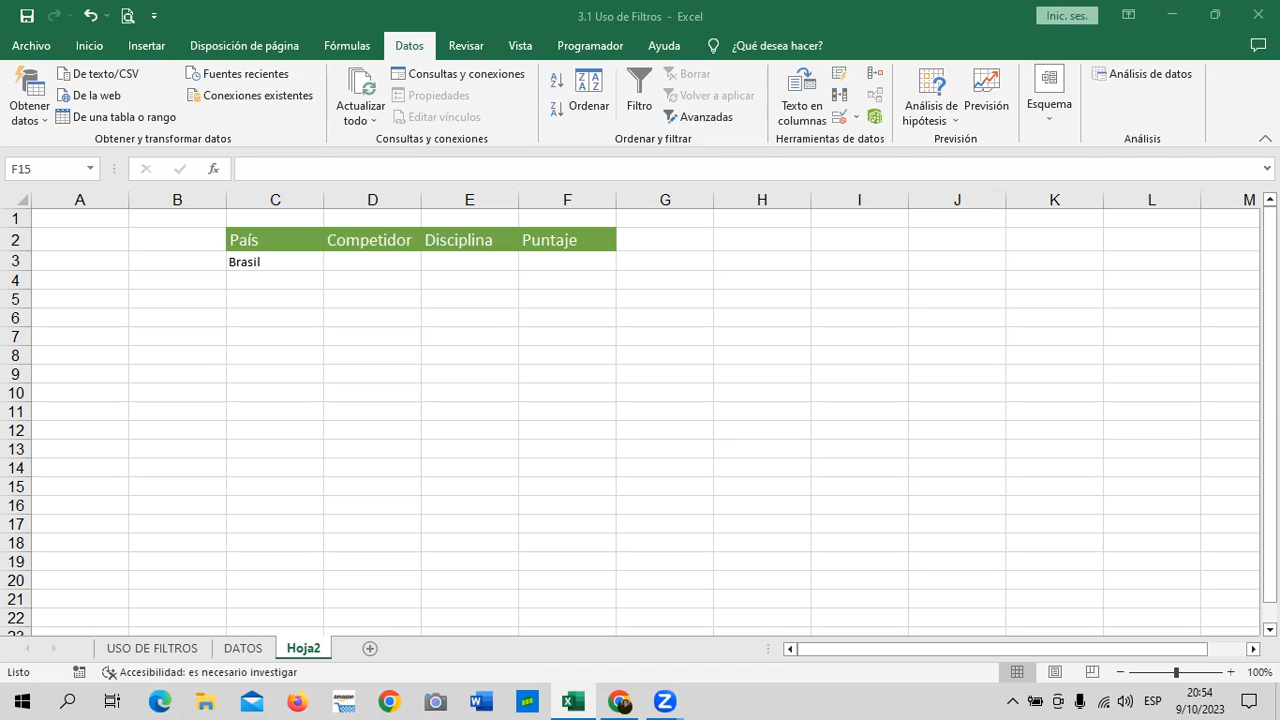 3.1 Uso de Filtros - Excel
Inic. ses.
Archivo Inicio Insertar Disposición de página Fórmulas Datos Revisar Vista Programador Ayuda ¿Qué desea hacer?
Obtener datos
De texto/CSV
De la web
De una tabla o rango
Fuentes recientes
Conexiones existentes
Obtener y transformar datos
Actualizar todo
Consultas y conexiones
Propiedades
Editar vínculos
Consultas y conexiones
Ordenar
Filtro
Borrar
Volver a aplicar
Avanzadas
Ordenar y filtrar
Texto en columnas
Herramientas de datos
Análisis de hipótesis
Previsión
Previsión
Esquema
Análisis de datos
Análisis
F15 fx
A B C D E F G H I J K L M
1
2 País Competidor Disciplina Puntaje
3 Brasil
4
5
6
7
8
9
10
11
12
13
14
15
16
17
18
19
20
21
22
23
USO DE FILTROS DATOS Hoja2
Listo Accesibilidad: es necesario investigar 100%
ESP 20:54
9/10/2023